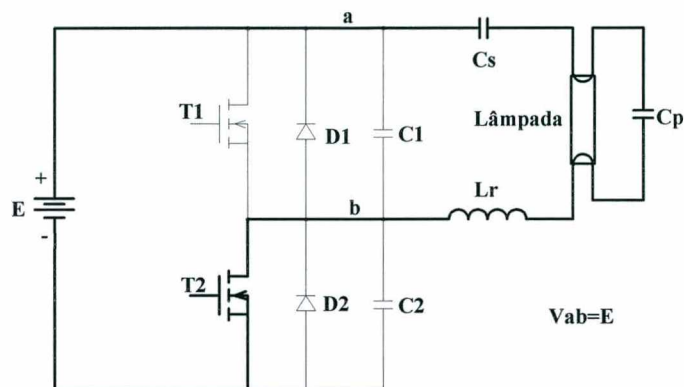 a
Cs
T1
D1
C1
Lâmpada
Cp
+
E
-
b
Lr
T2
D2
C2
Vab=E